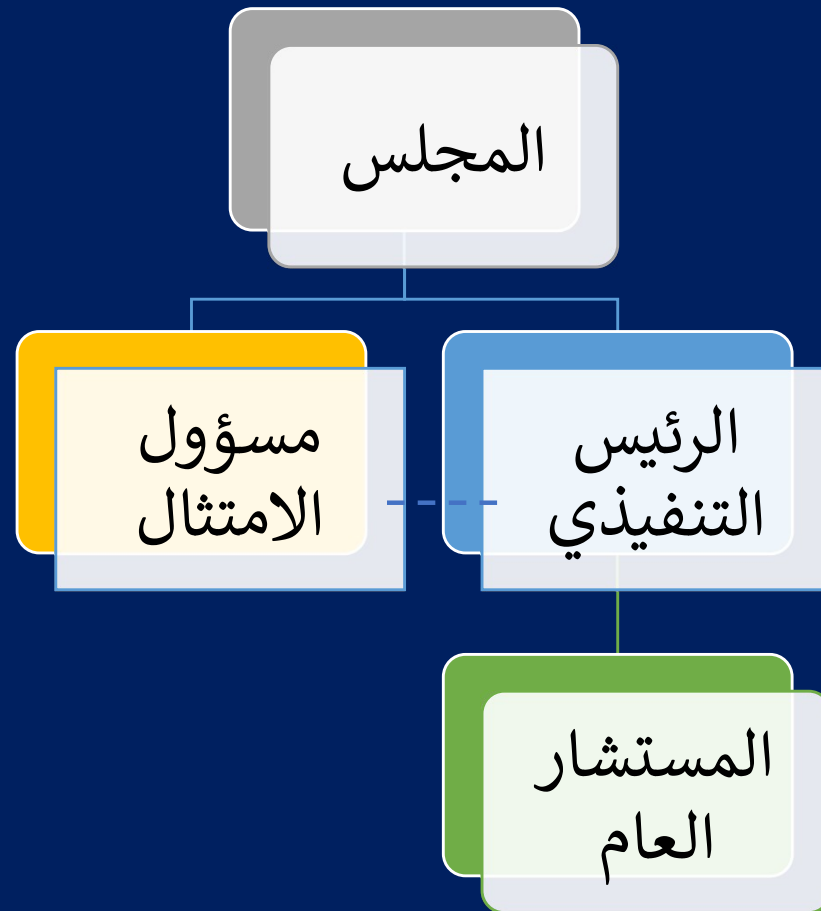 المجلس
الرئيس
التنفيذي
مسؤول
الامتثال
المستشار
العام